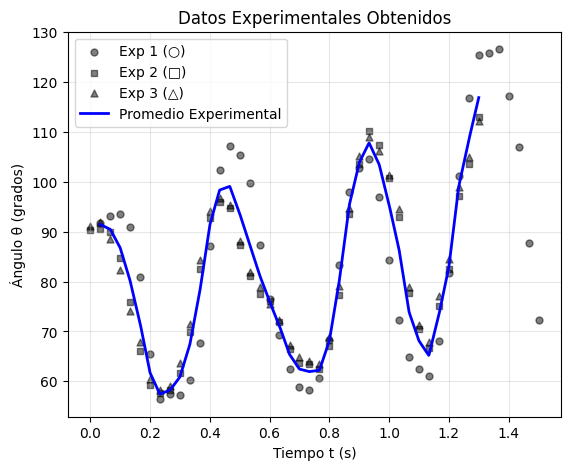 Datos Experimentales Obtenidos
Exp 1 (○)
Exp 2 (□)
Exp 3 (△)
Promedio Experimental
Ángulo θ (grados)
130
120
110
100
90
80
70
60
0.0 0.2 0.4 0.6 0.8 1.0 1.2 1.4
Tiempo t (s)